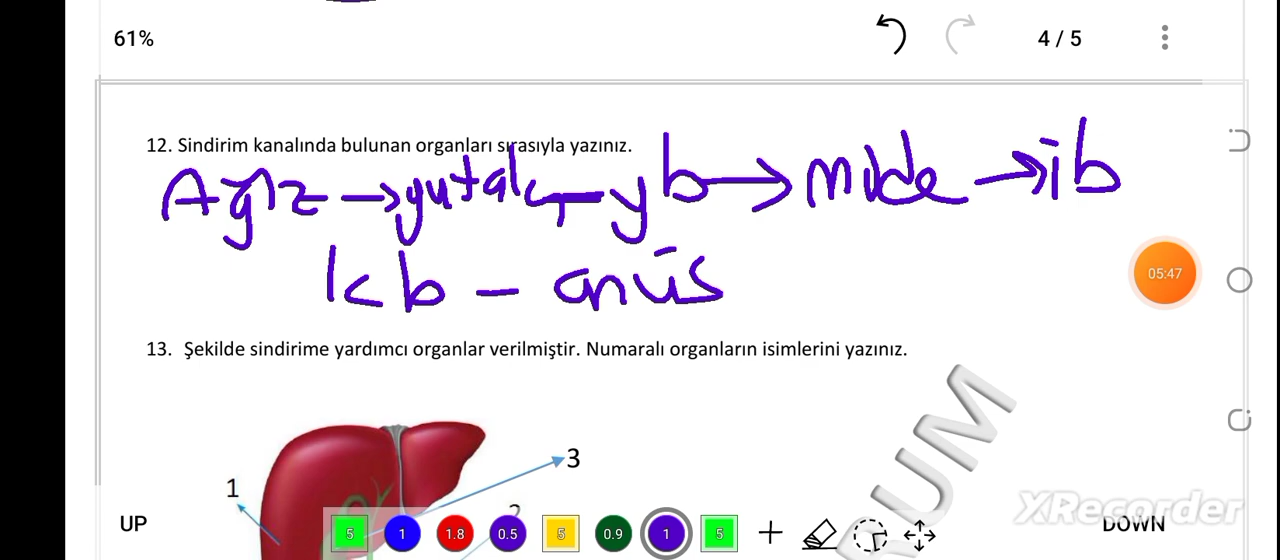 61%
4 / 5
12. Sindirim kanalında bulunan organları sırasıyla yazınız.
Ağız → yutak - yb → mide → ib
kb - anüs
05:47
13. Şekilde sindirime yardımcı organlar verilmiştir. Numaralı organların isimlerini yazınız.
3
1
2
UM
XRecorder
UP
5 1 1.8 0.5 5 0.9 1 5
DOWN